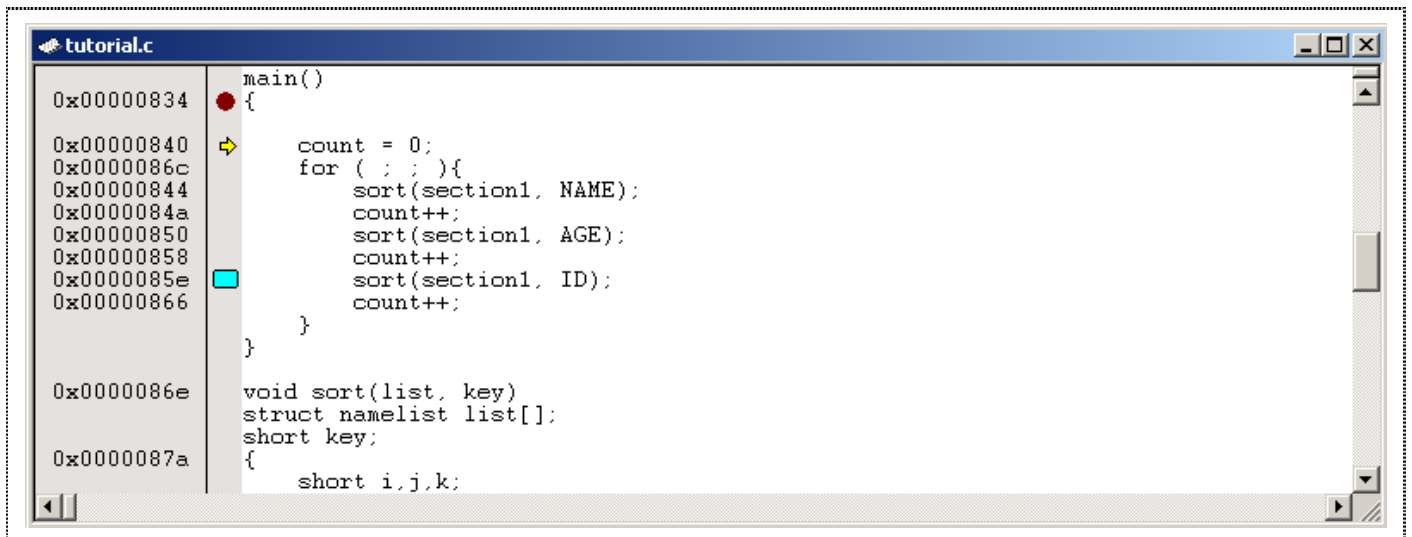 tutorial.c
main()
0x00000834 {
0x00000840 count = 0;
0x0000086c for ( ; ; ){
0x00000844 sort(section1, NAME);
0x0000084a count++;
0x00000850 sort(section1, AGE);
0x00000858 count++;
0x0000085e sort(section1, ID);
0x00000866 count++;
}
}
0x0000086e void sort(list, key)
struct namelist list[];
short key;
0x0000087a {
short i,j,k;